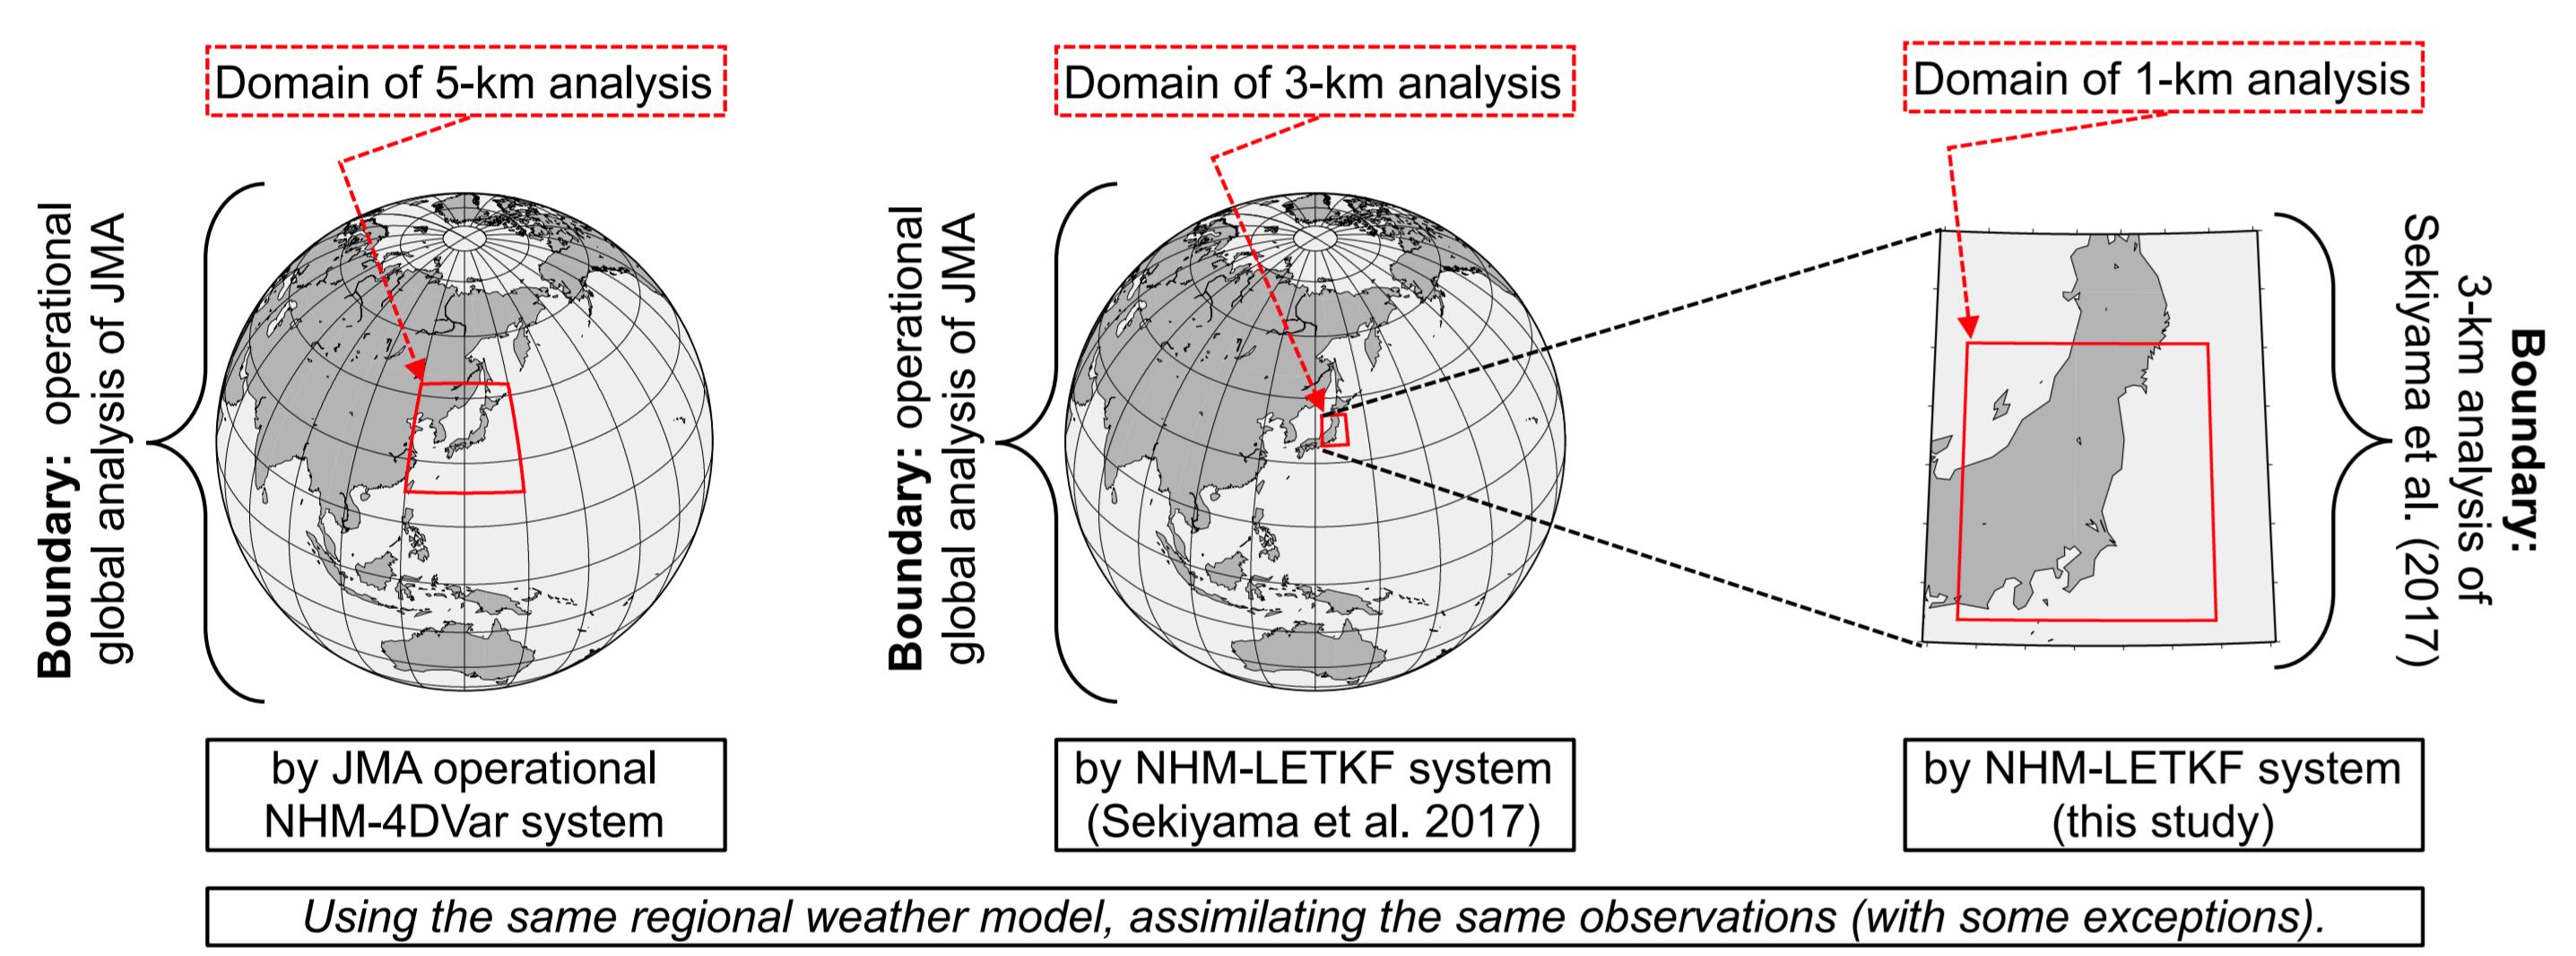 Domain of 5-km analysis
Boundary: operational
global analysis of JMA
by JMA operational
NHM-4DVar system
Domain of 3-km analysis
Boundary: operational
global analysis of JMA
by NHM-LETKF system
(Sekiyama et al. 2017)
Domain of 1-km analysis
Boundary:
3-km analysis of
Sekiyama et al. (2017)
by NHM-LETKF system
(this study)
Using the same regional weather model, assimilating the same observations (with some exceptions).